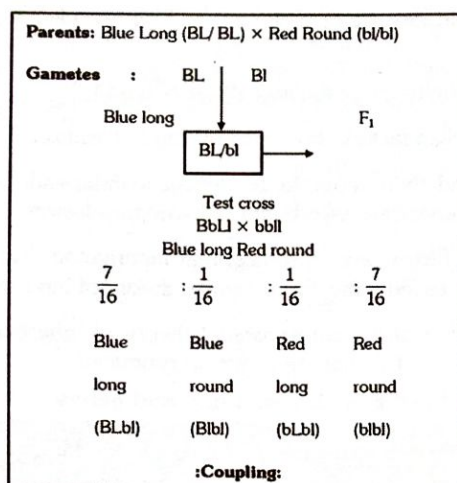 Parents: Blue Long (BL/ BL) × Red Round (bl/bl)
Gametes : BL Bl
Blue long F₁
BL/bl
Test cross
BbLl × bbll
Blue long Red round
7/16 : 1/16 : 1/16 : 7/16
Blue Blue Red Red
long round long round
(BLbl) (Blbl) (bLbl) (blbl)
:Coupling: